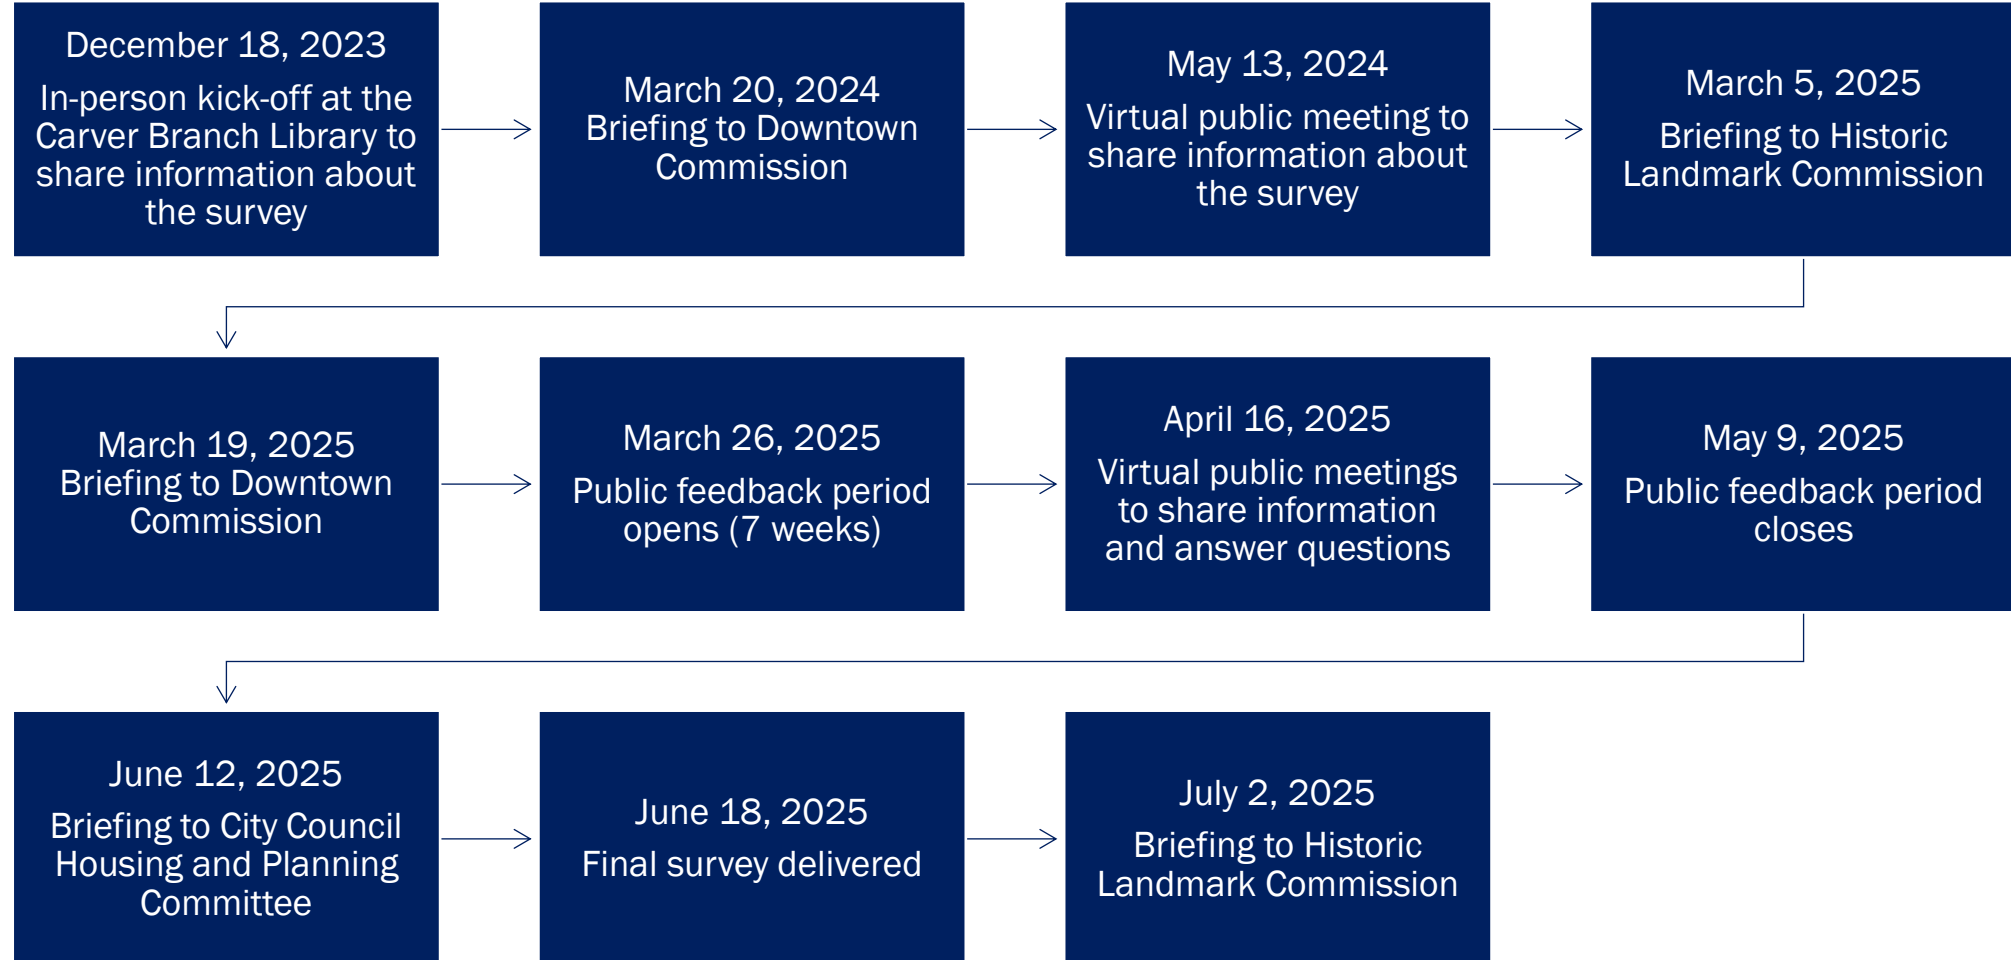 December 18, 2023
In-person kick-off at the
Carver Branch Library to
share information about
the survey
March 20, 2024
Briefing to Downtown
Commission
May 13, 2024
Virtual public meeting to
share information about
the survey
March 5, 2025
Briefing to Historic
Landmark Commission
March 19, 2025
Briefing to Downtown
Commission
March 26, 2025
Public feedback period
opens (7 weeks)
April 16, 2025
Virtual public meetings
to share information
and answer questions
May 9, 2025
Public feedback period
closes
June 12, 2025
Briefing to City Council
Housing and Planning
Committee
June 18, 2025
Final survey delivered
July 2, 2025
Briefing to Historic
Landmark Commission